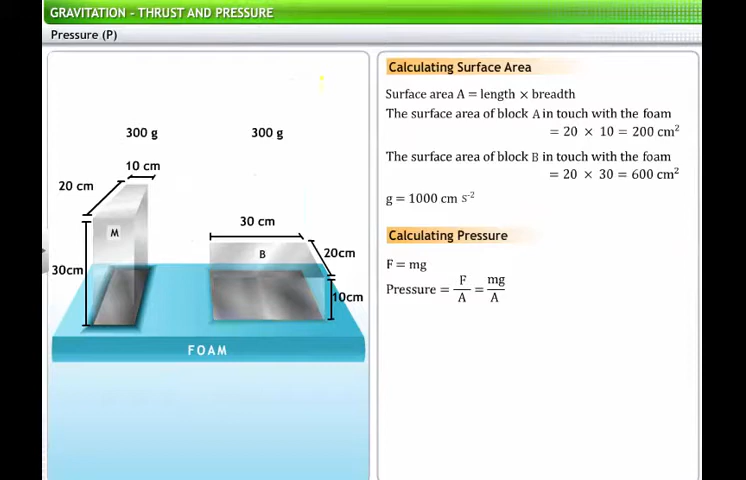 GRAVITATION - THRUST AND PRESSURE
Pressure (P)
300 g
300 g
10 cm
20 cm
30cm
M
30 cm
B
20cm
10cm
FOAM
Calculating Surface Area
Surface area A = length × breadth
The surface area of block A in touch with the foam
= 20 × 10 = 200 cm²
The surface area of block B in touch with the foam
= 20 × 30 = 600 cm²
g = 1000 cm s⁻²
Calculating Pressure
F = mg
Pressure = F/A = mg/A